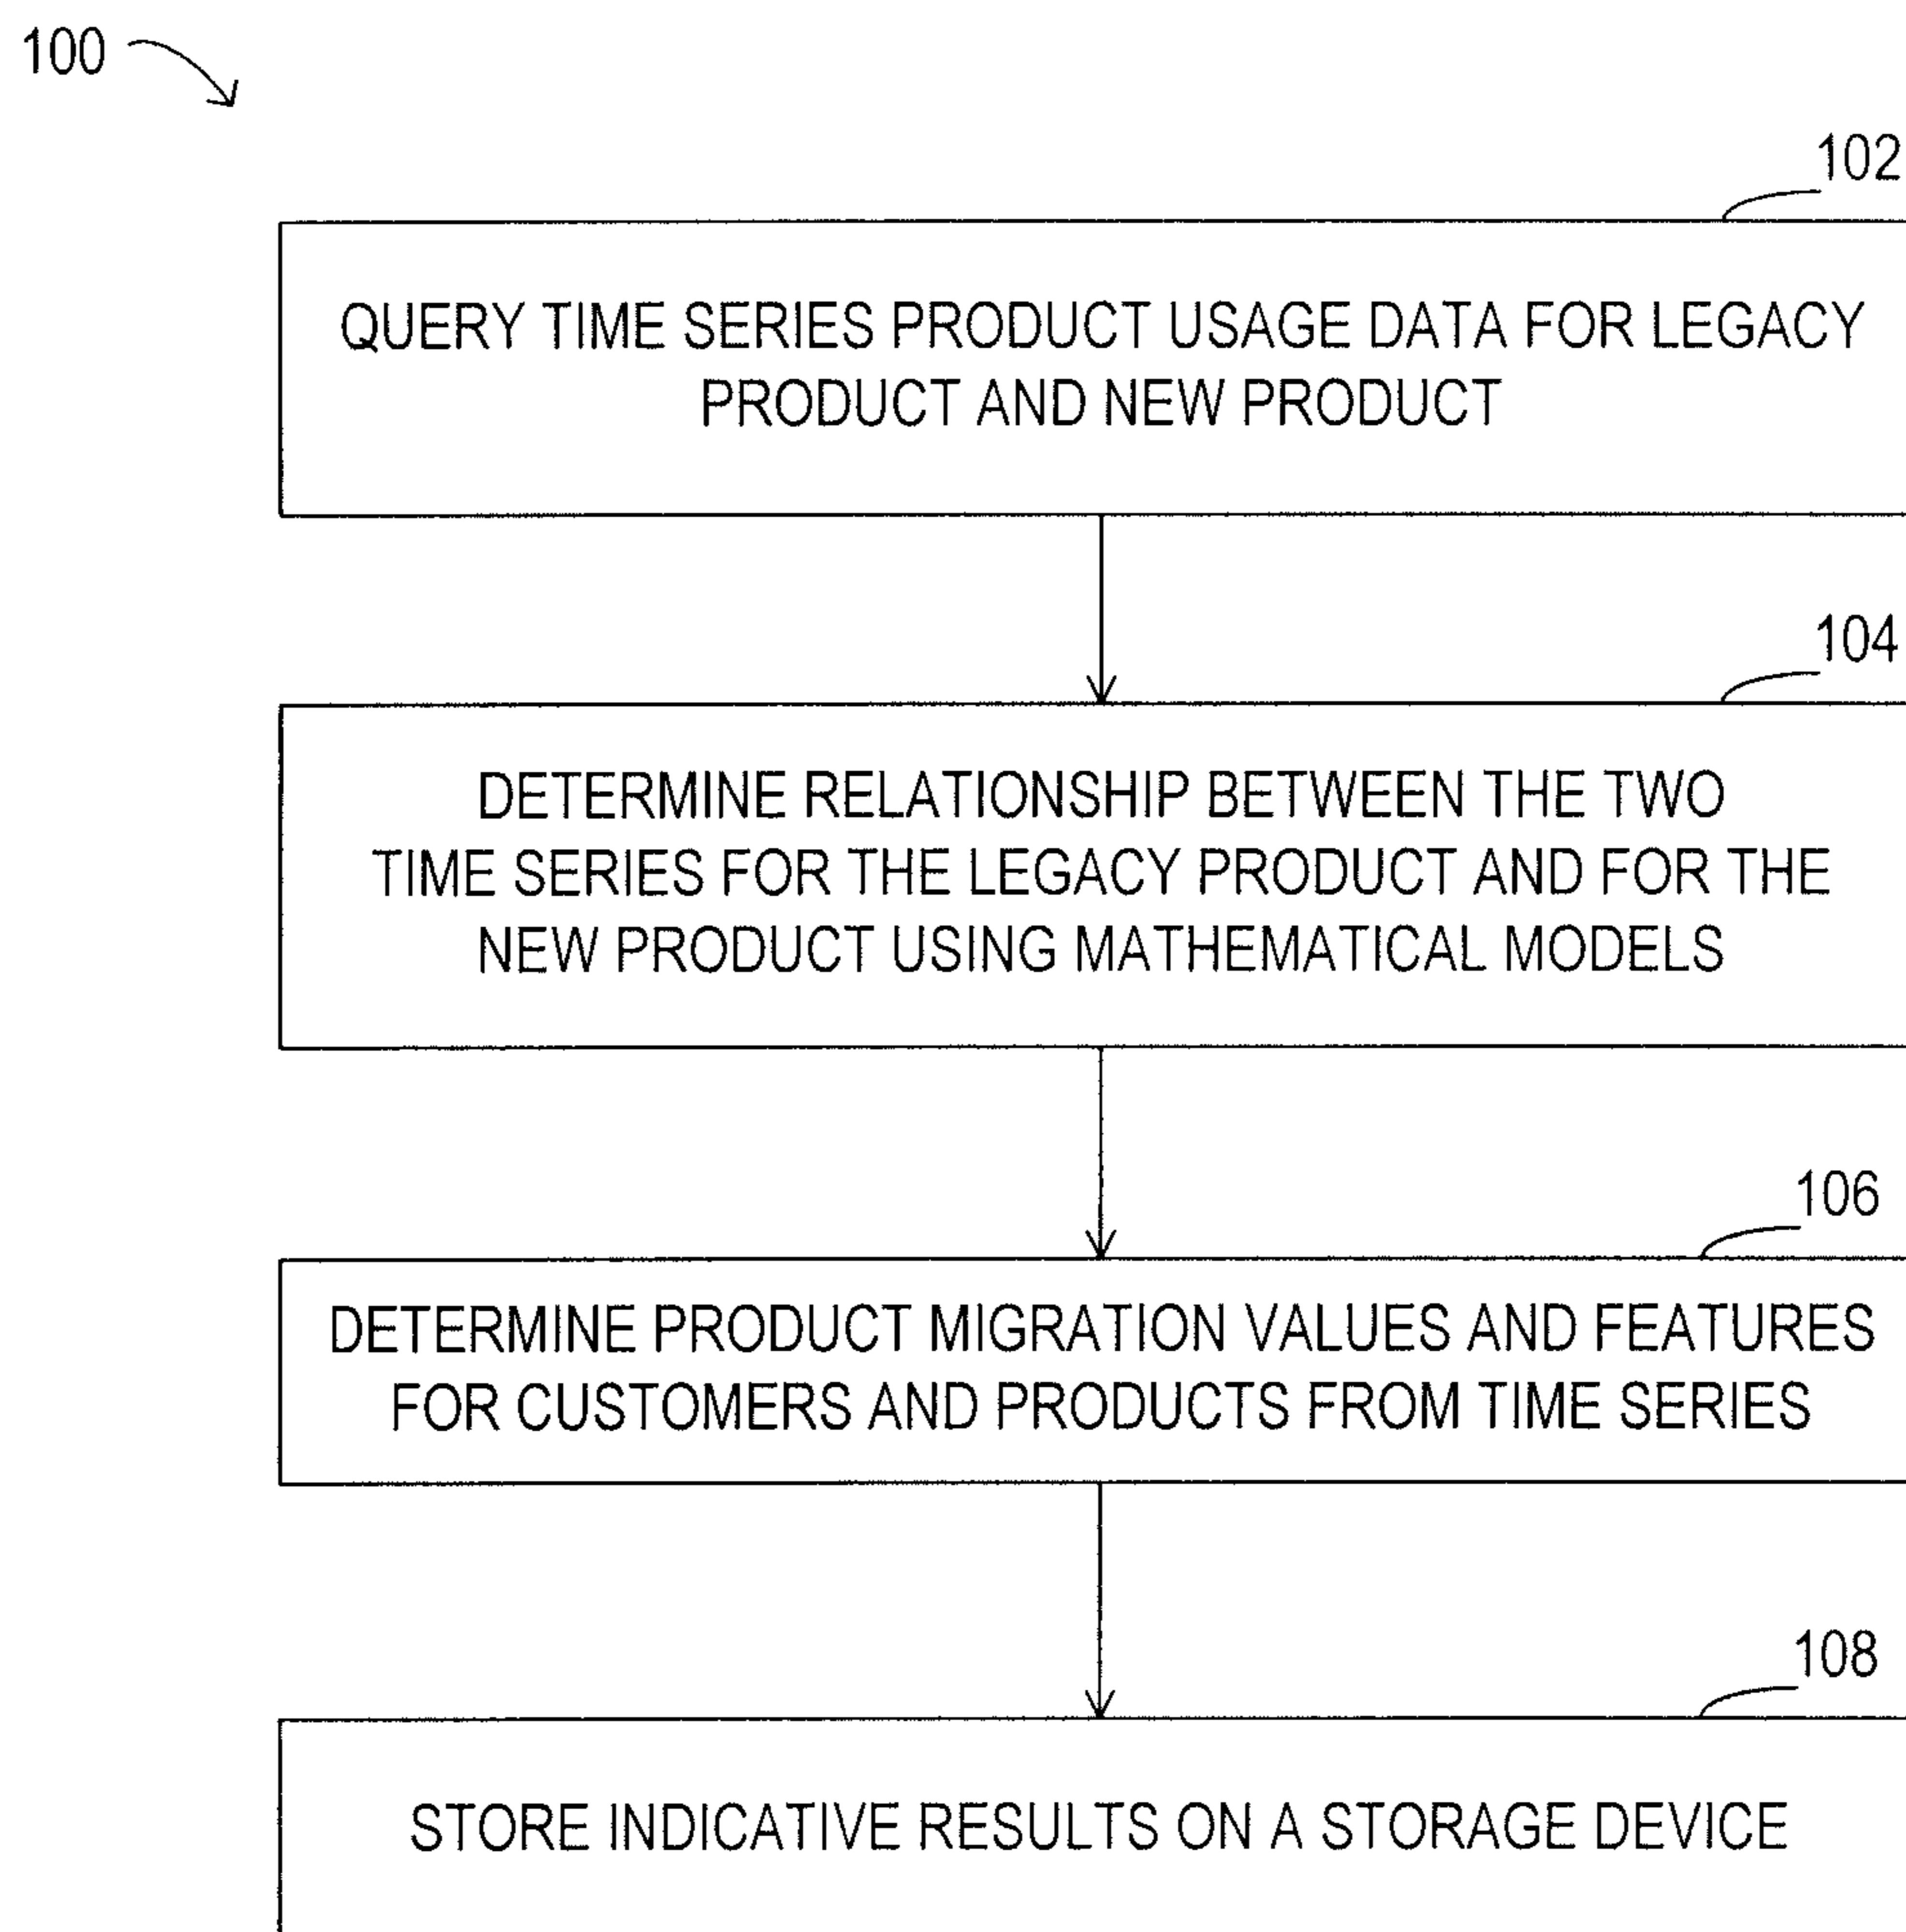 100
102
QUERY TIME SERIES PRODUCT USAGE DATA FOR LEGACY
PRODUCT AND NEW PRODUCT
104
DETERMINE RELATIONSHIP BETWEEN THE TWO
TIME SERIES FOR THE LEGACY PRODUCT AND FOR THE
NEW PRODUCT USING MATHEMATICAL MODELS
106
DETERMINE PRODUCT MIGRATION VALUES AND FEATURES
FOR CUSTOMERS AND PRODUCTS FROM TIME SERIES
108
STORE INDICATIVE RESULTS ON A STORAGE DEVICE